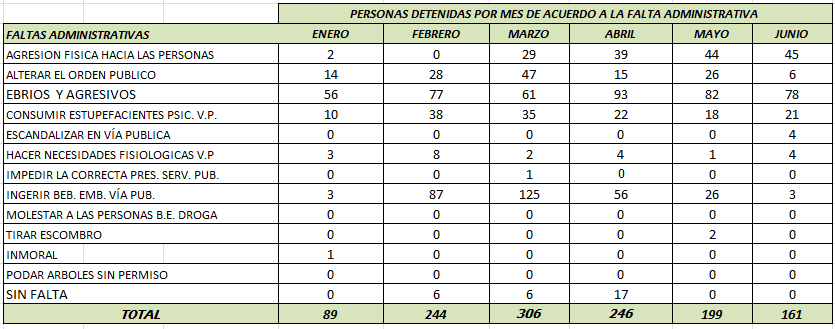 PERSONAS DETENIDAS POR MES DE ACUERDO A LA FALTA ADMINISTRATIVA
FALTAS ADMINISTRATIVAS ENERO FEBRERO MARZO ABRIL MAYO JUNIO
AGRESION FISICA HACIA LAS PERSONAS 2 0 29 39 44 45
ALTERAR EL ORDEN PUBLICO 14 28 47 15 26 6
EBRIOS Y AGRESIVOS 56 77 61 93 82 78
CONSUMIR ESTUPEFACIENTES PSIC. V.P. 10 38 35 22 18 21
ESCANDALIZAR EN VÍA PUBLICA 0 0 0 0 0 4
HACER NECESIDADES FISIOLOGICAS V.P 3 8 2 4 1 4
IMPEDIR LA CORRECTA PRES. SERV. PUB. 0 0 1 0 0 0
INGERIR BEB. EMB. VÍA PUB. 3 87 125 56 26 3
MOLESTAR A LAS PERSONAS B.E. DROGA 0 0 0 0 0 0
TIRAR ESCOMBRO 0 0 0 0 2 0
INMORAL 1 0 0 0 0 0
PODAR ARBOLES SIN PERMISO 0 0 0 0 0 0
SIN FALTA 0 6 6 17 0 0
TOTAL 89 244 306 246 199 161